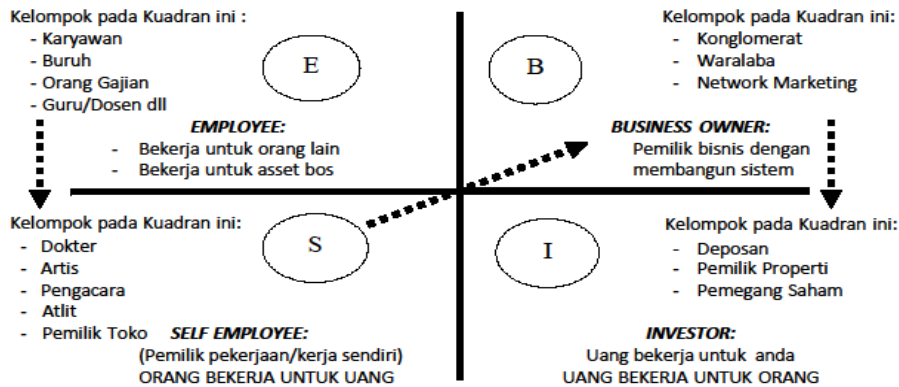 Kelompok pada Kuadran ini :
- Karyawan
- Buruh
- Orang Gajian
- Guru/Dosen dll
E
EMPLOYEE:
- Bekerja untuk orang lain
- Bekerja untuk asset bos
Kelompok pada Kuadran ini:
- Konglomerat
- Waralaba
- Network Marketing
B
BUSINESS OWNER:
Pemilik bisnis dengan
membangun sistem
Kelompok pada Kuadran ini:
- Dokter
- Artis
- Pengacara
- Atlit
- Pemilik Toko
S
SELF EMPLOYEE:
(Pemilik pekerjaan/kerja sendiri)
ORANG BEKERJA UNTUK UANG
Kelompok pada Kuadran ini:
- Deposan
- Pemilik Properti
- Pemegang Saham
I
INVESTOR:
Uang bekerja untuk anda
UANG BEKERJA UNTUK ORANG